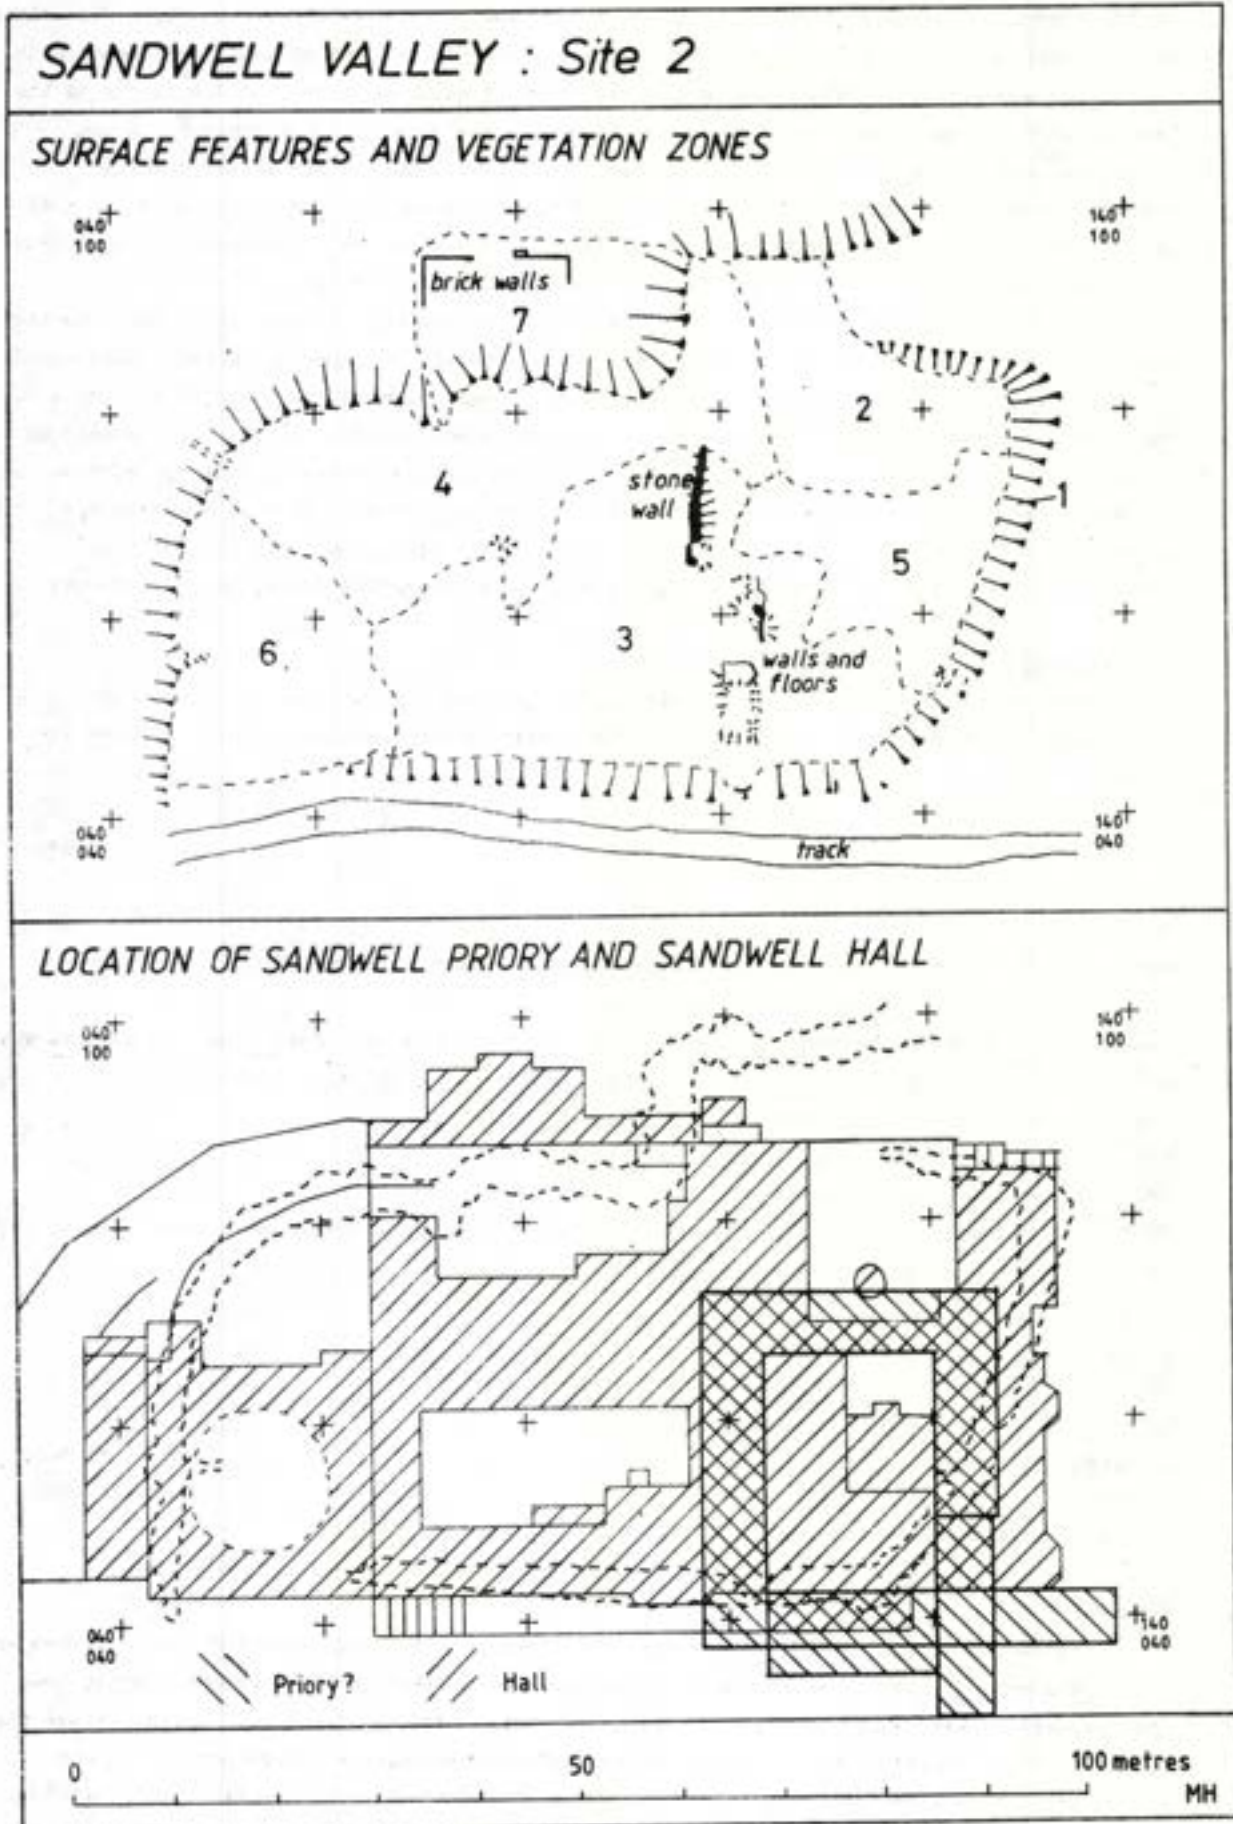 SANDWELL VALLEY : Site 2
SURFACE FEATURES AND VEGETATION ZONES
040
100
140
100
brick walls
7
2
4
stone
wall
1
5
6
3
walls and
floors
040
040
140
040
track
LOCATION OF SANDWELL PRIORY AND SANDWELL HALL
040
100
140
100
040
040
140
040
Priory?
Hall
0
50
100 metres
MH